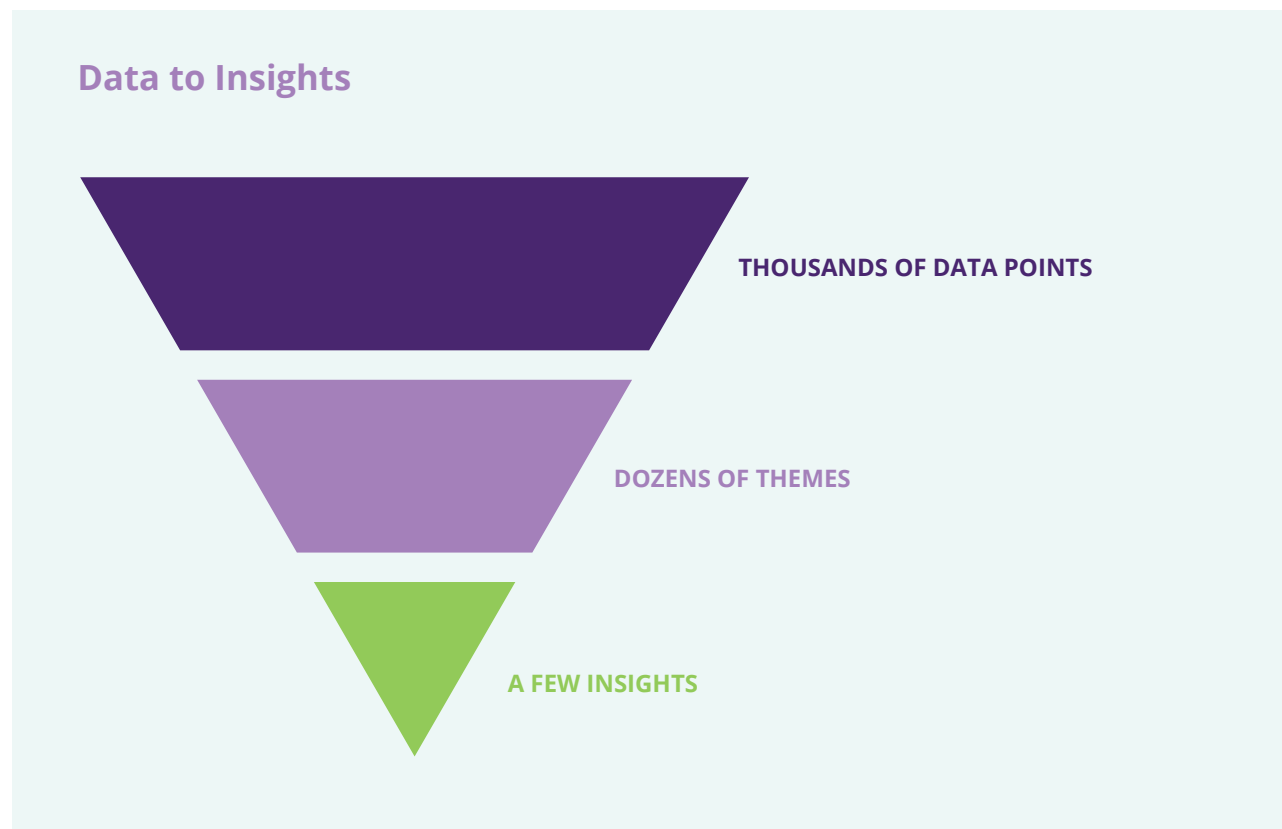 Data to Insights
THOUSANDS OF DATA POINTS
DOZENS OF THEMES
A FEW INSIGHTS